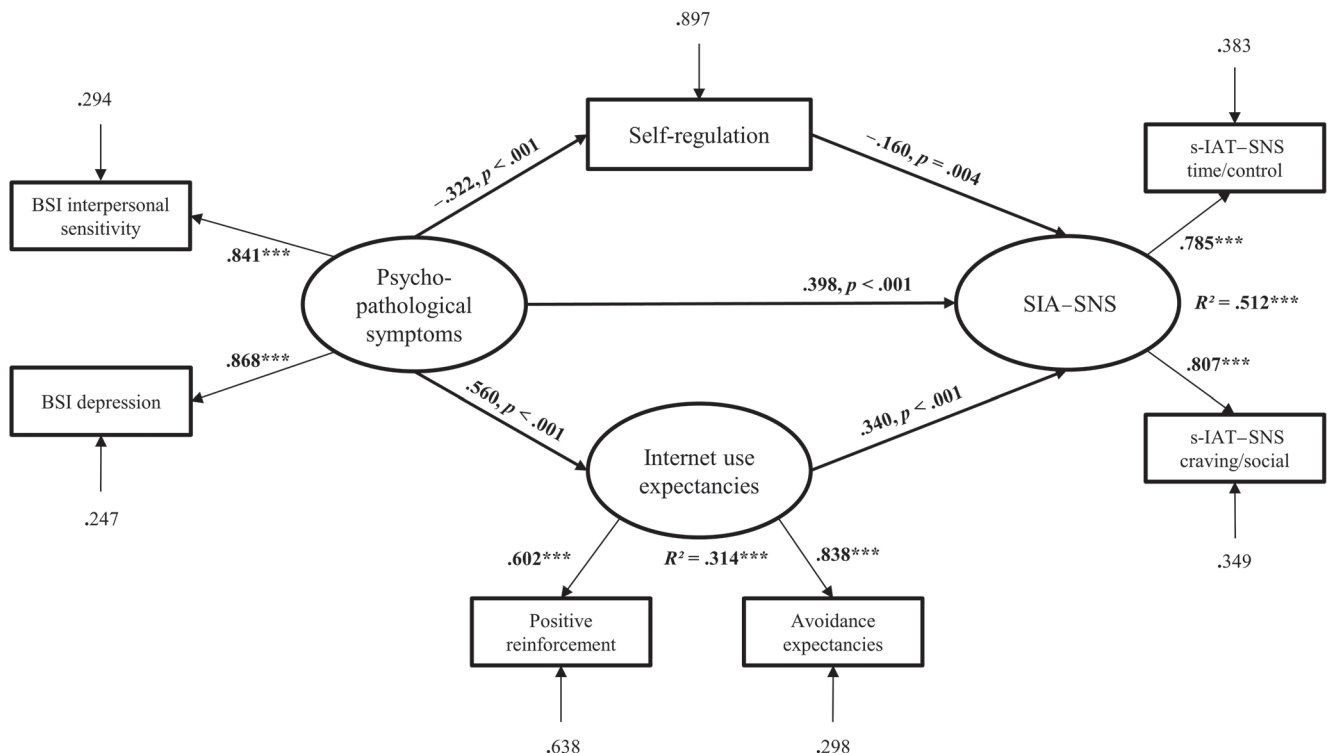 .897
.383
.294
Self-regulation
s-IAT–SNS
time/control
–.322, p < .001
–.160, p = .004
BSI interpersonal
sensitivity
.841***
.785***
Psycho-
pathological
symptoms
.398, p < .001
SIA–SNS
R² = .512***
.868***
.807***
BSI depression
.560, p < .001
.340, p < .001
s-IAT–SNS
craving/social
Internet use
expectancies
.247
.602***
R² = .314***
.838***
.349
Positive
reinforcement
Avoidance
expectancies
.638
.298